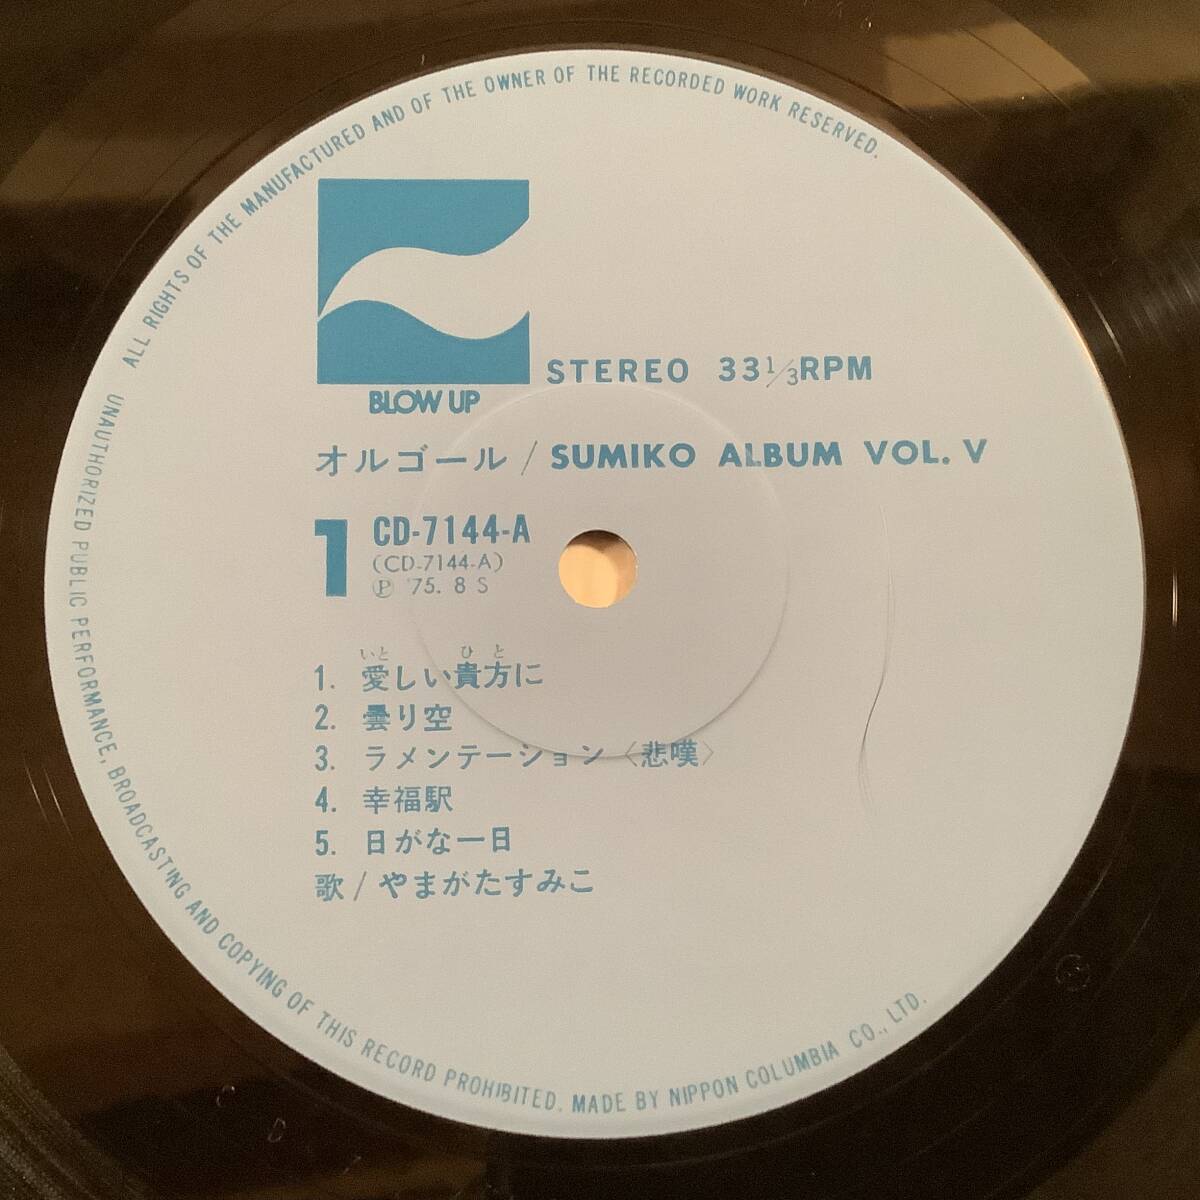 ALL RIGHTS OF THE MANUFACTURED AND OF THE OWNER OF THE RECORDED WORK RESERVED.
UNAUTHORIZED PUBLIC PERFORMANCE, BROADCASTING AND COPYING OF THIS RECORD PROHIBITED. MADE BY NIPPON COLUMBIA CO., LTD.
BLOW UP
STEREO 33⅓RPM
オルゴール / SUMIKO ALBUM VOL. V
1
CD-7144-A
(CD-7144-A)
Ⓟ '75. 8 S
いと ひと
1. 愛しい貴方に
2. 曇り空
3. ラメンテーション〈悲嘆〉
4. 幸福駅
5. 日がな一日
歌 / やまがたすみこ